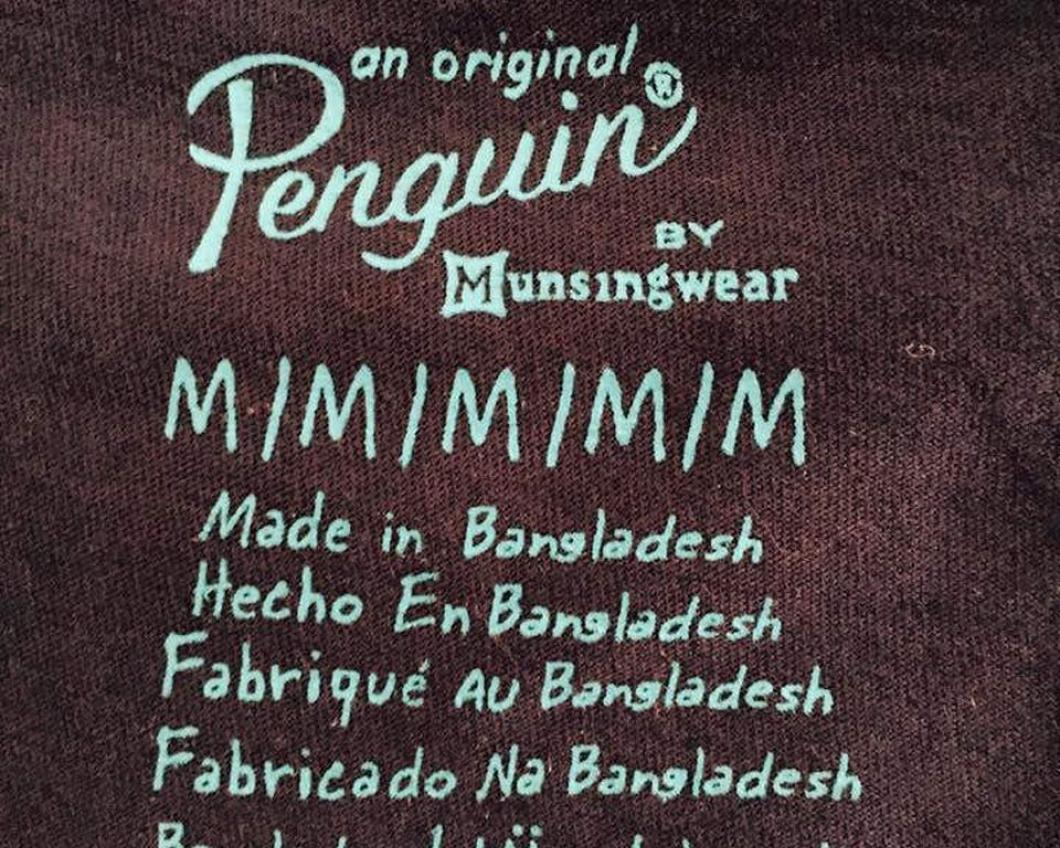 an original
Penguin®
BY
Munsingwear
M/M/M/M/M
Made in Bangladesh
Hecho En Bangladesh
Fabriqué Au Bangladesh
Fabricado Na Bangladesh